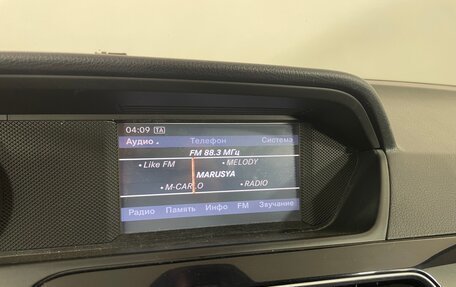 04:09 TA
Аудио Телефон Система
FM 88.3 МГц
• Like FM • MELODY
MARUSYA
• M-CARLO • RADIO
Радио Память Инфо FM Звучание